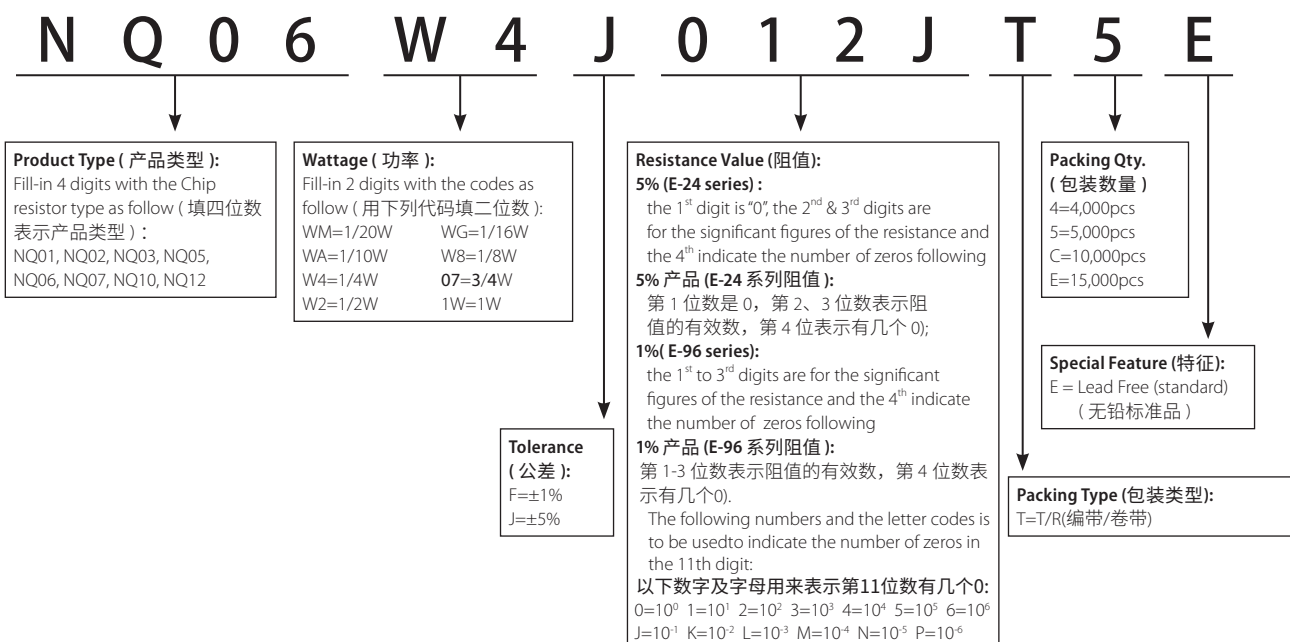 N Q 0 6 W 4 J 0 1 2 J T 5 E
Product Type ( 产品类型 ):
Fill-in 4 digits with the Chip
resistor type as follow ( 填四位数
表示产品类型 ) :
NQ01, NQ02, NQ03, NQ05,
NQ06, NQ07, NQ10, NQ12
Wattage ( 功率 ):
Fill-in 2 digits with the codes as
follow ( 用下列代码填二位数 ):
WM=1/20W WG=1/16W
WA=1/10W W8=1/8W
W4=1/4W 07=3/4W
W2=1/2W 1W=1W
Tolerance
( 公差 ):
F=±1%
J=±5%
Resistance Value (阻值):
5% (E-24 series) :
the 1st digit is "0", the 2nd & 3rd digits are
for the significant figures of the resistance and
the 4th indicate the number of zeros following
5% 产品 (E-24 系列阻值 ):
第 1 位数是 0，第 2、3 位数表示阻
值的有效数，第 4 位表示有几个 0);
1%( E-96 series):
the 1st to 3rd digits are for the significant
figures of the resistance and the 4th indicate
the number of zeros following
1% 产品 (E-96 系列阻值 ):
第 1-3 位数表示阻值的有效数，第 4 位数表
示有几个0).
The following numbers and the letter codes is
to be usedto indicate the number of zeros in
the 11th digit:
以下数字及字母用来表示第11位数有几个0:
0=10⁰ 1=10¹ 2=10² 3=10³ 4=10⁴ 5=10⁵ 6=10⁶
J=10⁻¹ K=10⁻² L=10⁻³ M=10⁻⁴ N=10⁻⁵ P=10⁻⁶
Packing Qty.
( 包装数量 )
4=4,000pcs
5=5,000pcs
C=10,000pcs
E=15,000pcs
Special Feature (特征):
E = Lead Free (standard)
( 无铅标准品 )
Packing Type (包装类型):
T=T/R(编带/卷带)